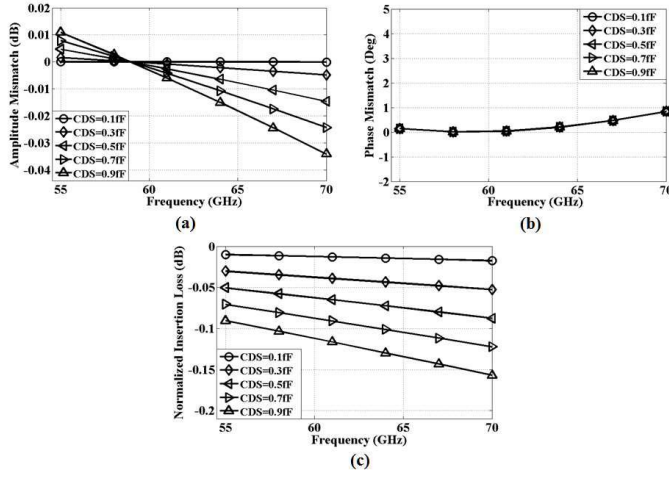 0.02
0.01
0
-0.01
-0.02
-0.03
-0.04
Amplitude Mismatch (dB)
CDS=0.1fF
CDS=0.3fF
CDS=0.5fF
CDS=0.7fF
CDS=0.9fF
55
60
65
70
Frequency (GHz)
(a)
5
4
3
2
1
0
-1
-2
Phase Mismatch (Deg)
CDS=0.1fF
CDS=0.3fF
CDS=0.5fF
CDS=0.7fF
CDS=0.9fF
55
60
65
70
Frequency (GHz)
(b)
0
-0.05
-0.1
-0.15
-0.2
Normalized Insertion Loss (dB)
CDS=0.1fF
CDS=0.3fF
CDS=0.5fF
CDS=0.7fF
CDS=0.9fF
55
60
65
70
Frequency (GHz)
(c)